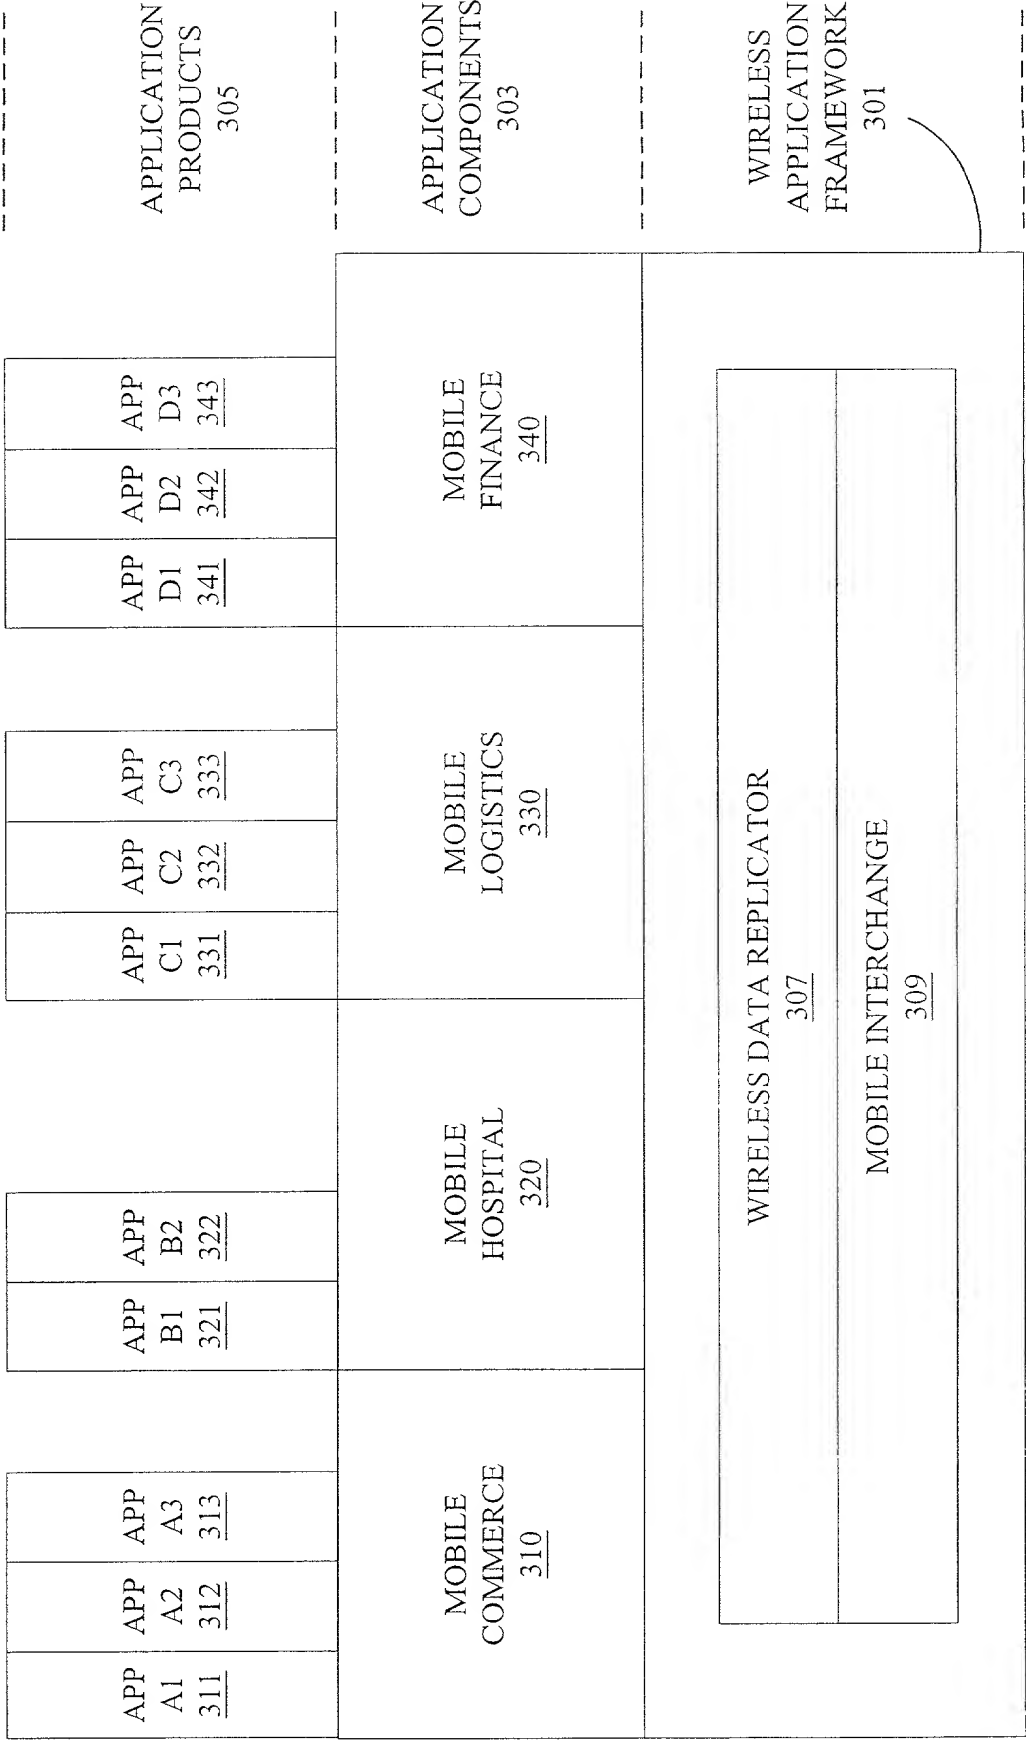 APP
A1
311
APP
A2
312
APP
A3
313
APP
B1
321
APP
B2
322
APP
C1
331
APP
C2
332
APP
C3
333
APP
D1
341
APP
D2
342
APP
D3
343
APPLICATION
PRODUCTS
305
MOBILE
COMMERCE
310
MOBILE
HOSPITAL
320
MOBILE
LOGISTICS
330
MOBILE
FINANCE
340
APPLICATION
COMPONENTS
303
WIRELESS DATA REPLICATOR
307
MOBILE INTERCHANGE
309
WIRELESS
APPLICATION
FRAMEWORK
301